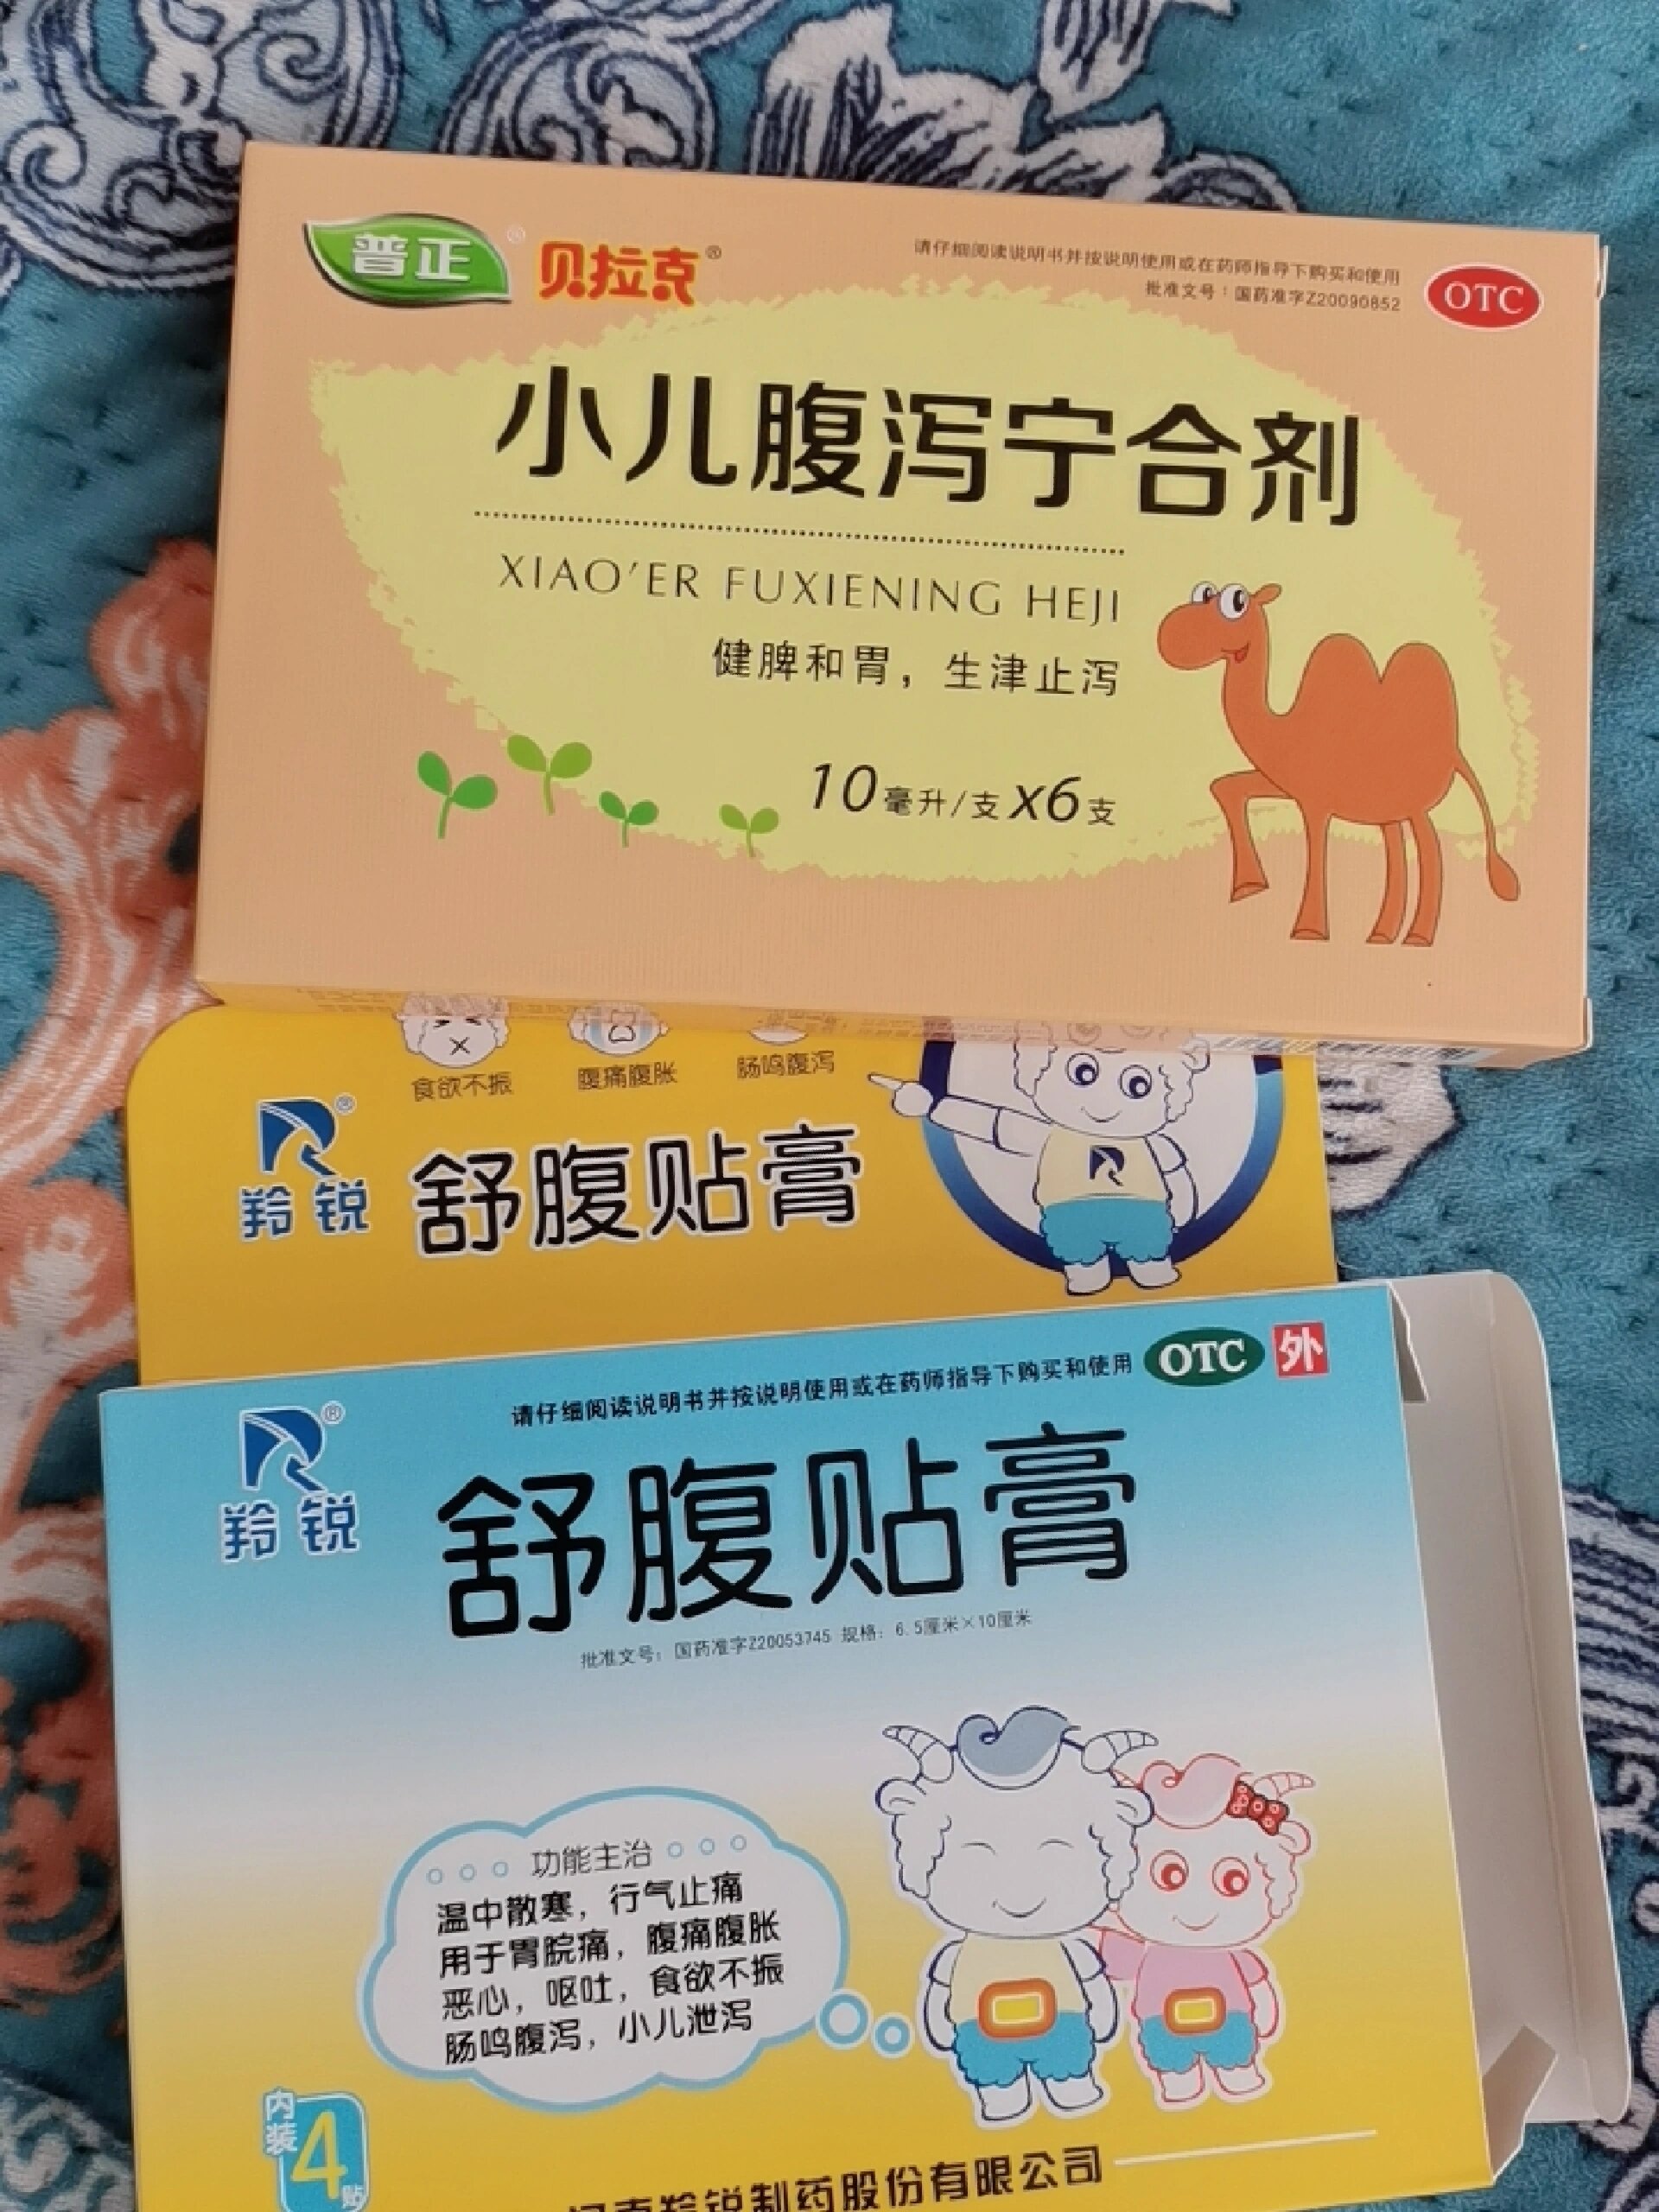 普正® 贝拉克®
请仔细阅读说明书并按说明使用或在药师指导下购买和使用
批准文号：国药准字Z20090852
OTC
小儿腹泻宁合剂
XIAO'ER FUXIENING HEJI
健脾和胃，生津止泻
10毫升/支x6支
食欲不振 腹痛腹胀 肠鸣腹泻
羚锐®
舒腹贴膏
请仔细阅读说明书并按说明使用或在药师指导下购买和使用
OTC 外
羚锐®
舒腹贴膏
批准文号：国药准字Z20053745 规格：6.5厘米×10厘米
功能主治
温中散寒，行气止痛
用于胃脘痛，腹痛腹胀
恶心，呕吐，食欲不振
肠鸣腹泻，小儿泄泻
内装4贴
羚锐制药股份有限公司